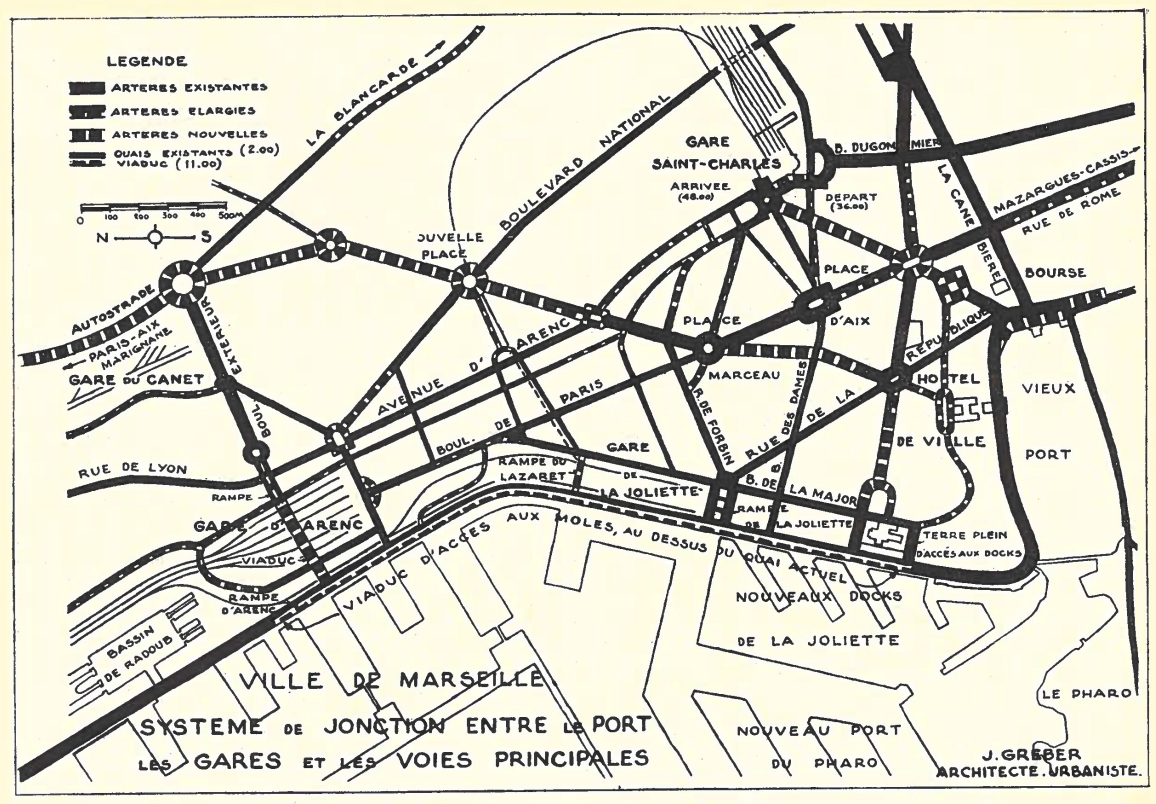 LEGENDE
ARTERES EXISTANTES
ARTERES ELARGIES
ARTERES NOUVELLES
QUAIS EXISTANTS (2.00)
VIADUC (11.00)
0 100 200 300 400 500M
N S
LA BLANCARDE
BOULEVARD NATIONAL
GARE
SAINT-CHARLES
ARRIVEE
(48.00)
DEPART
(36.00)
B. DUGOMMIER
LA CANEBIERE
MAZARGUES-CASSIS
RUE DE ROME
BOURSE
OUVELLE
PLACE
AUTOSTRADE
PARIS-AIX
MARIGNANE
GARE DU CANET
BOUL EXTERIEUR
AVENUE D'ARENC
PLACE
D'AIX
PLACE
MARCEAU
HOTEL
DE VILLE
VIEUX
PORT
RUE DE LA REPUBLIQUE
RUE DES DAMES
R. DE FORBIN
BOUL. DE PARIS
RUE DE LYON
RAMPE
GARE D'ARENC
VIADUC
RAMPE
D'ARENC
RAMPE DU
LAZARET
GARE
DE
LA JOLIETTE
B. DE LA MAJOR
RAMPE
DE LA JOLIETTE
TERRE PLEIN
D'ACCÈS AUX DOCKS
VIADUC D'ACCES AUX MOLES, AU DESSUS DU QUAI ACTUEL
BASSIN
DE RADOUB
NOUVEAUX DOCKS
DE LA JOLIETTE
LE PHARO
NOUVEAU PORT
DU PHARO
VILLE DE MARSEILLE.
SYSTEME DE JONCTION ENTRE LE PORT
LES GARES ET LES VOIES PRINCIPALES
J. GREBER
ARCHITECTE.URBANISTE.